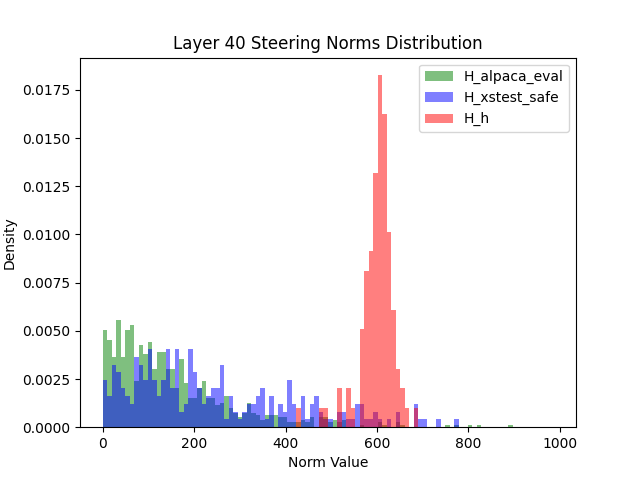 Layer 40 Steering Norms Distribution
H_alpaca_eval
H_xstest_safe
H_h
0.0175
0.0150
0.0125
0.0100
0.0075
0.0050
0.0025
0.0000
Density
0 200 400 600 800 1000
Norm Value